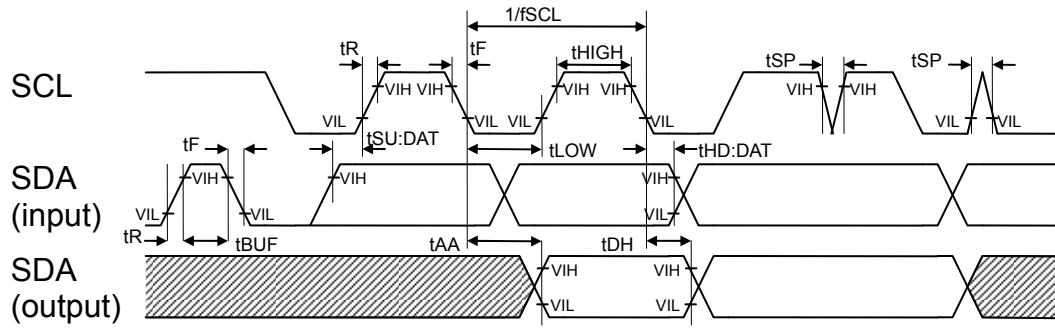 1/fSCL
tR
tF
tHIGH
tSP
tSP
SCL
VIH
VIH
VIH
VIH
VIH
VIH
VIH
VIL
VIL
VIL
VIL
VIL
VIL
tF
tSU:DAT
tLOW
tHD:DAT
SDA
(input)
VIH
VIH
VIH
VIL
VIL
VIL
tR
tBUF
tAA
tDH
SDA
(output)
VIH
VIH
VIL
VIL